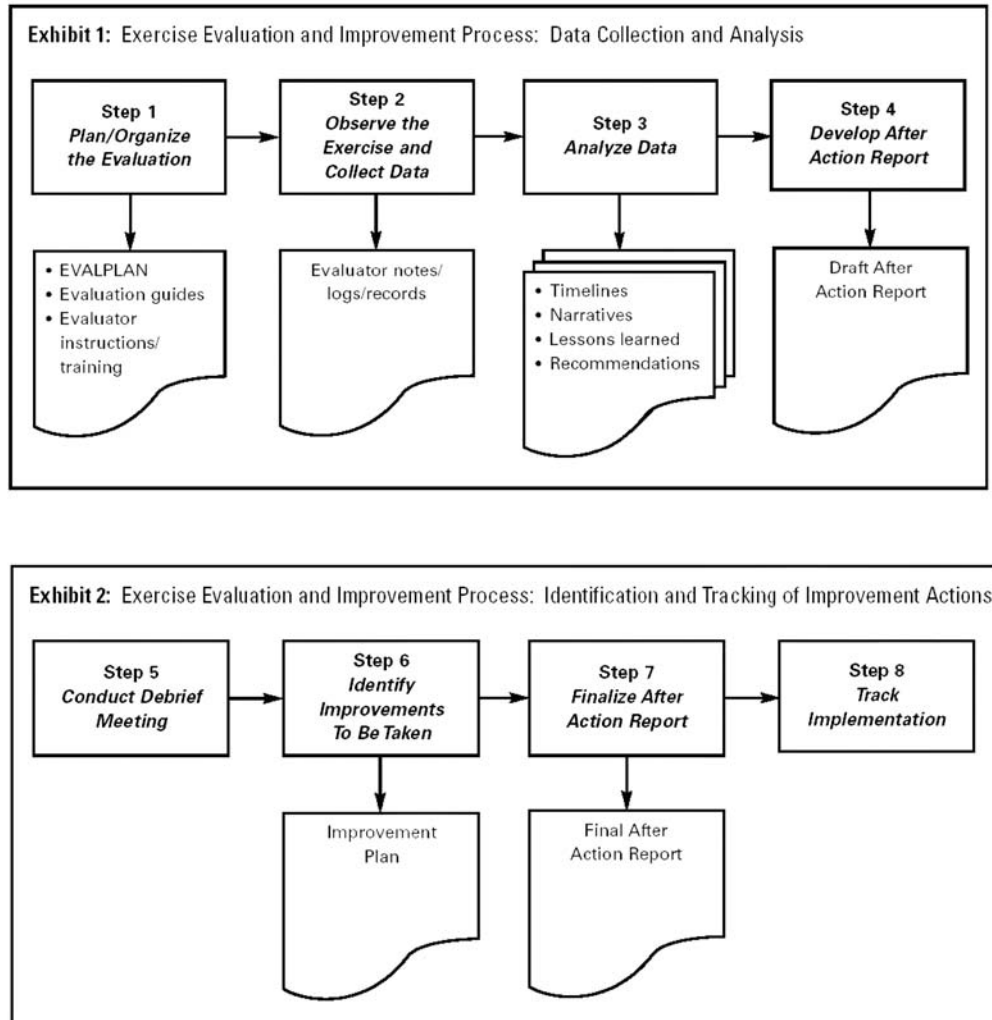 Exhibit 1: Exercise Evaluation and Improvement Process: Data Collection and Analysis
Step 1
Plan/Organize
the Evaluation
Step 2
Observe the
Exercise and
Collect Data
Step 3
Analyze Data
Step 4
Develop After
Action Report
• EVALPLAN
• Evaluation guides
• Evaluator
instructions/
training
Evaluator notes/
logs/records
• Timelines
• Narratives
• Lessons learned
• Recommendations
Draft After
Action Report
Exhibit 2: Exercise Evaluation and Improvement Process: Identification and Tracking of Improvement Actions
Step 5
Conduct Debrief
Meeting
Step 6
Identify
Improvements
To Be Taken
Step 7
Finalize After
Action Report
Step 8
Track
Implementation
Improvement
Plan
Final After
Action Report